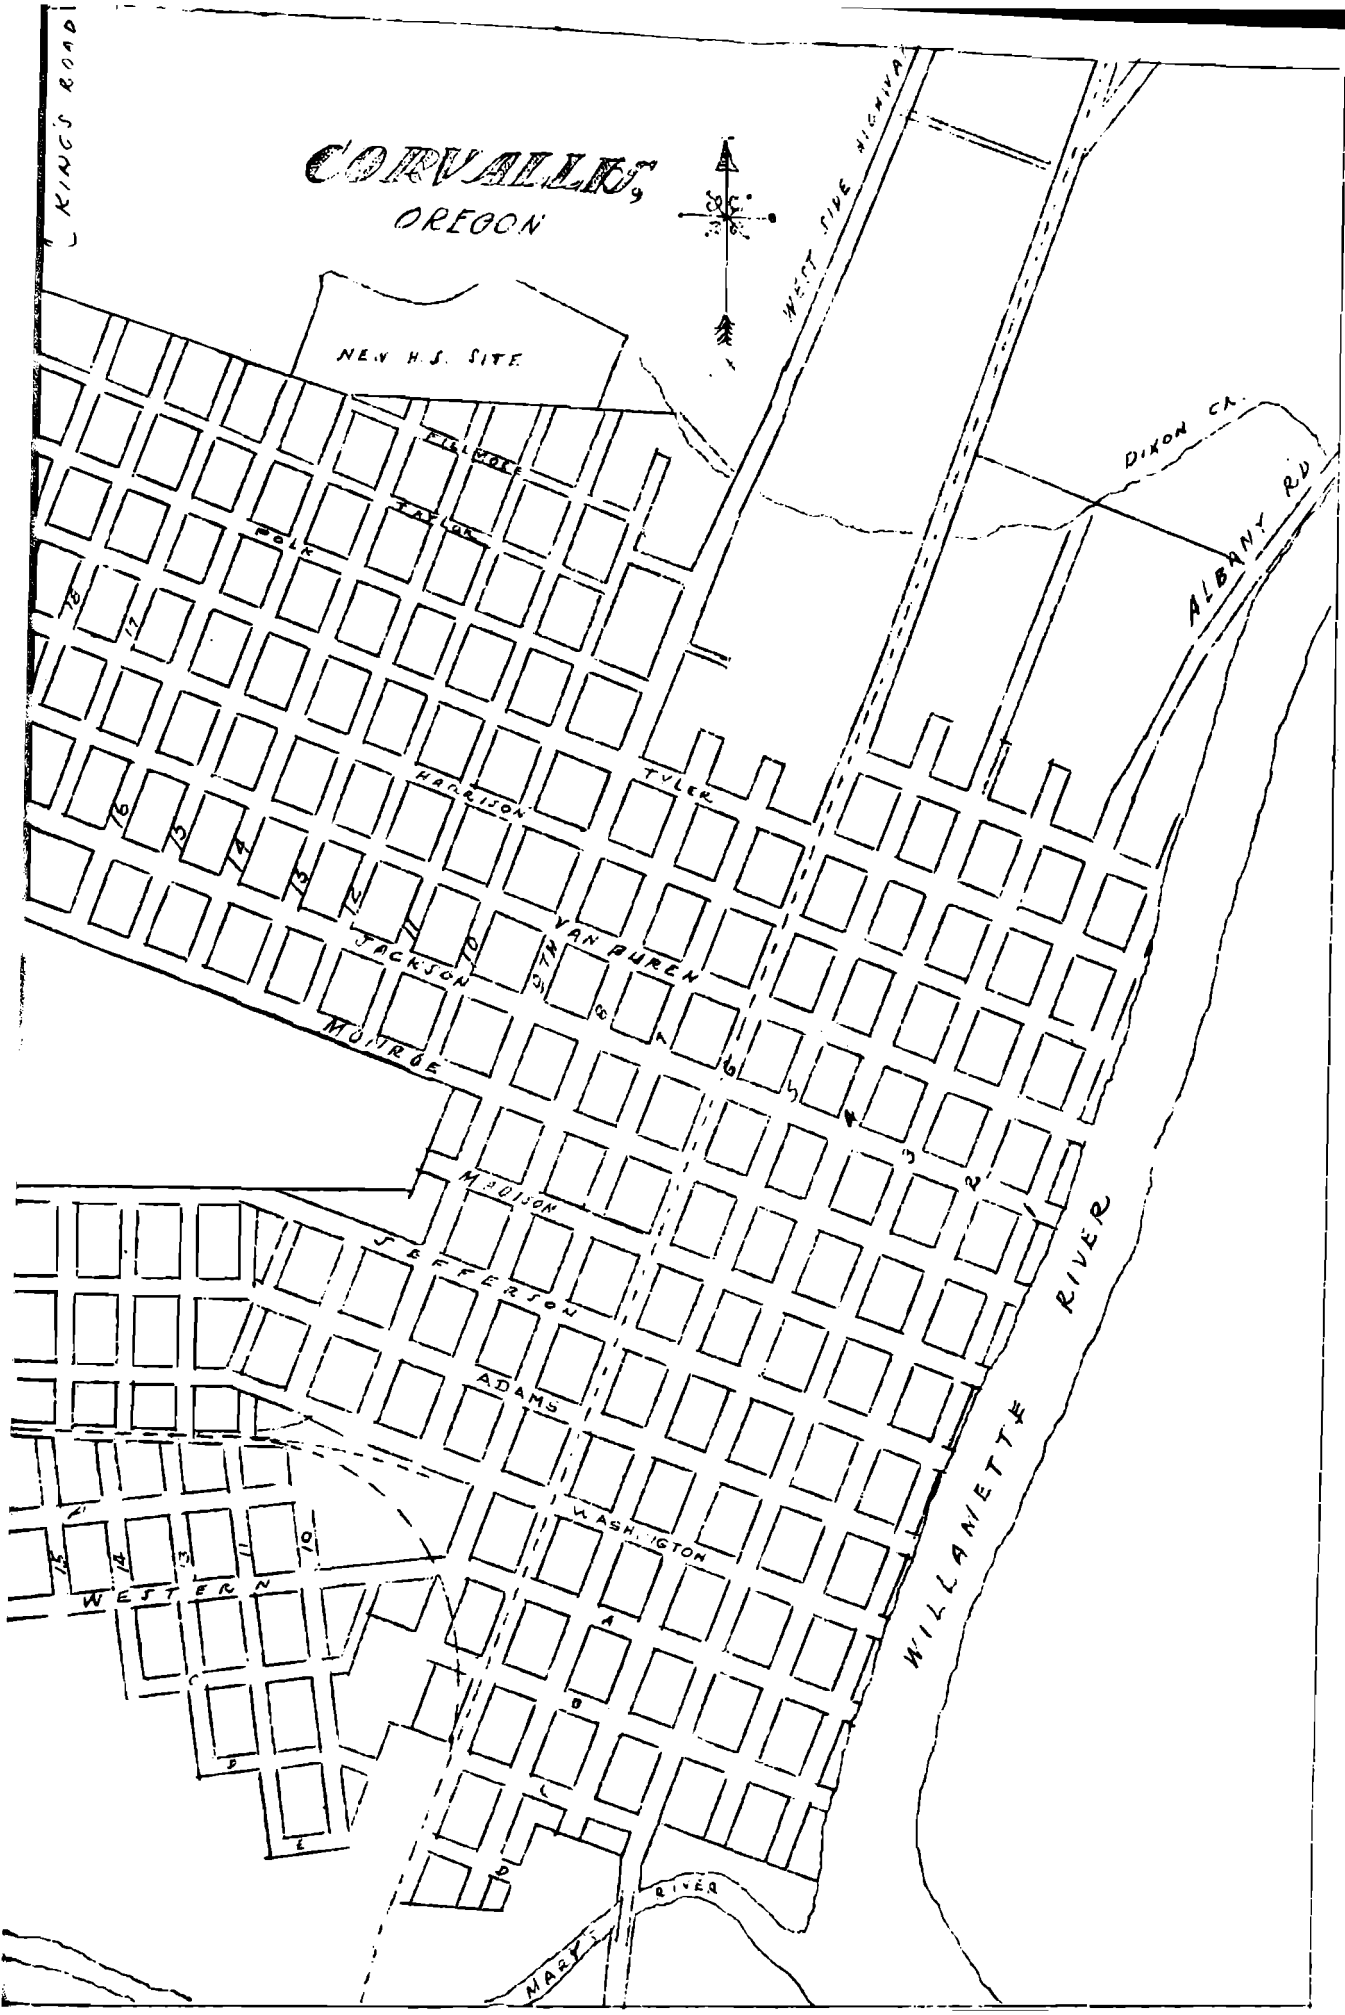 KING'S ROAD
CORVALLIS,
OREGON
WEST SIDE HIGHWA
NEW H.S. SITE
DIXON CR.
ALBANY RD
FILLMORE
TAYLOR
POLK
18
17
TYLER
HARRISON
16
15
14
13
12
11
10
9TH
8
7
6
5
4
3
2
1
VAN BUREN
JACKSON
MONROE
MADISON
JEFFERSON
ADAMS
WASHINGTON
WILLAMETTE RIVER
15
14
13
11
10
WESTERN
A
B
C
D
C
D
E
MARY'S RIVER